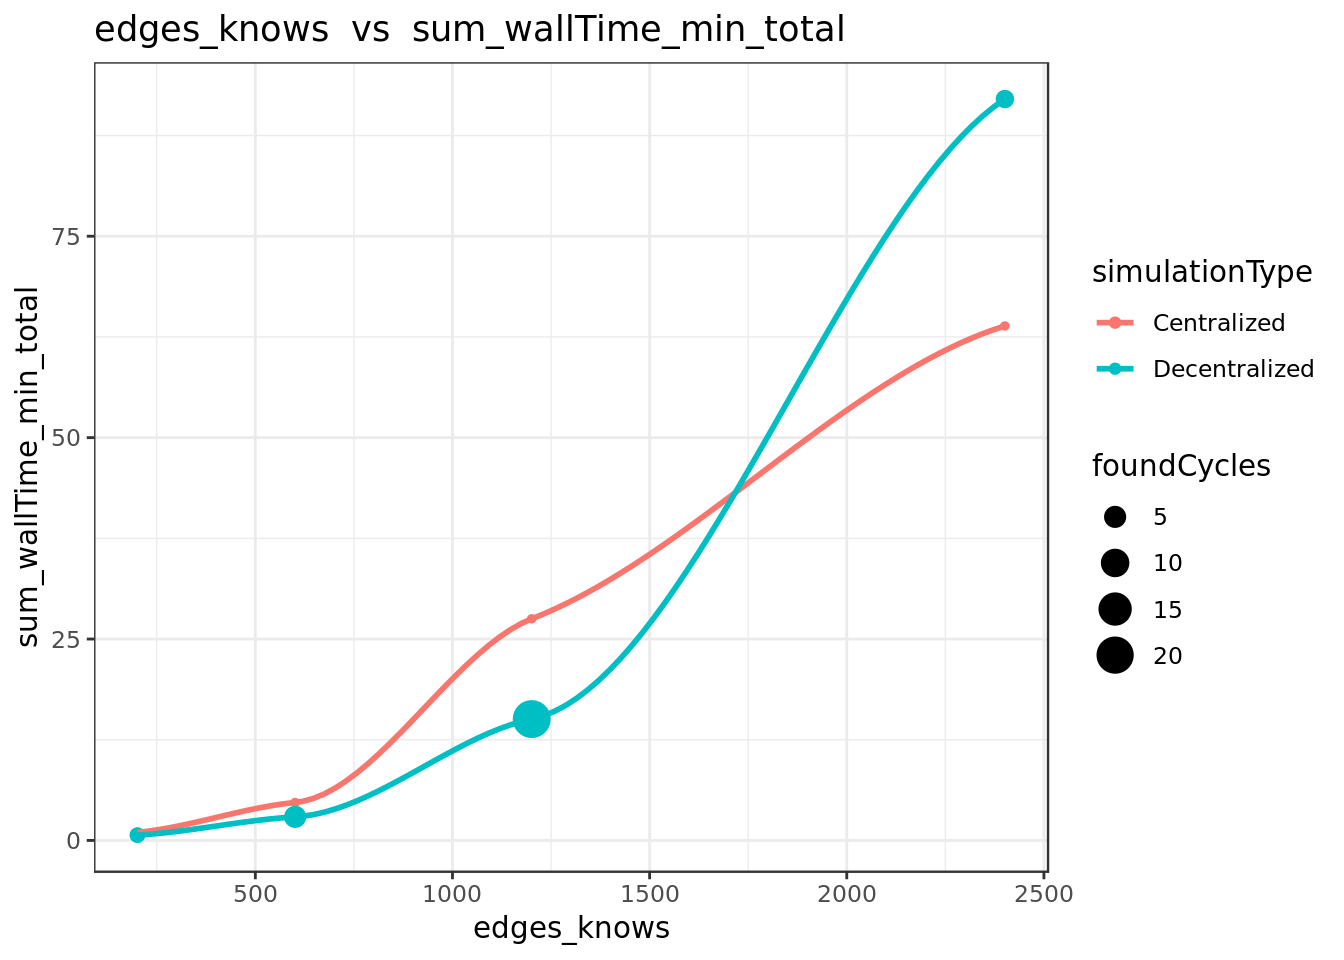 edges_knows  vs  sum_wallTime_min_total
sum_wallTime_min_total
75
50
25
0
500
1000
1500
2000
2500
edges_knows
simulationType
Centralized
Decentralized
foundCycles
5
10
15
20